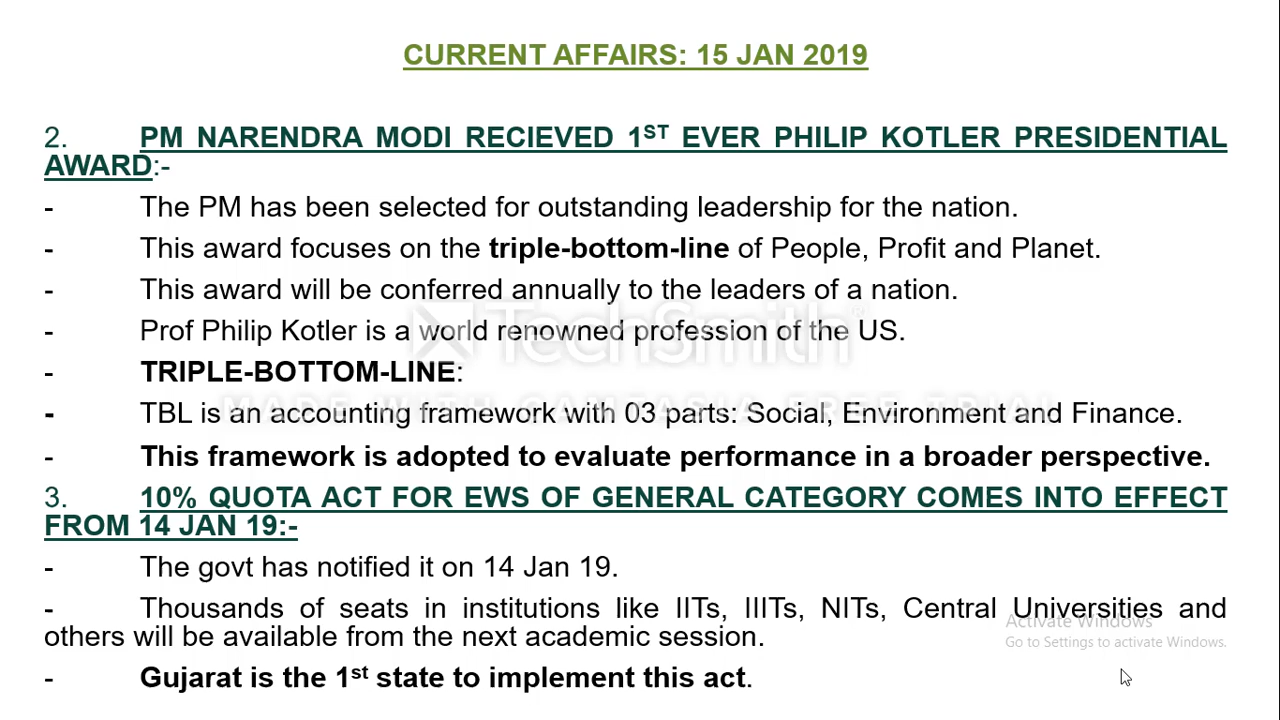 CURRENT AFFAIRS: 15 JAN 2019
2. PM NARENDRA MODI RECIEVED 1ST EVER PHILIP KOTLER PRESIDENTIAL
AWARD:-
- The PM has been selected for outstanding leadership for the nation.
- This award focuses on the triple-bottom-line of People, Profit and Planet.
- This award will be conferred annually to the leaders of a nation.
- Prof Philip Kotler is a world renowned profession of the US.
TechSmith®
- TRIPLE-BOTTOM-LINE:
- TBL is an accounting framework with 03 parts: Social, Environment and Finance.
MADE WITH CAMTASIA FREE TRIAL
- This framework is adopted to evaluate performance in a broader perspective.
3. 10% QUOTA ACT FOR EWS OF GENERAL CATEGORY COMES INTO EFFECT
FROM 14 JAN 19:-
- The govt has notified it on 14 Jan 19.
- Thousands of seats in institutions like IITs, IIITs, NITs, Central Universities and
others will be available from the next academic session.
Activate Windows
Go to Settings to activate Windows.
- Gujarat is the 1st state to implement this act.